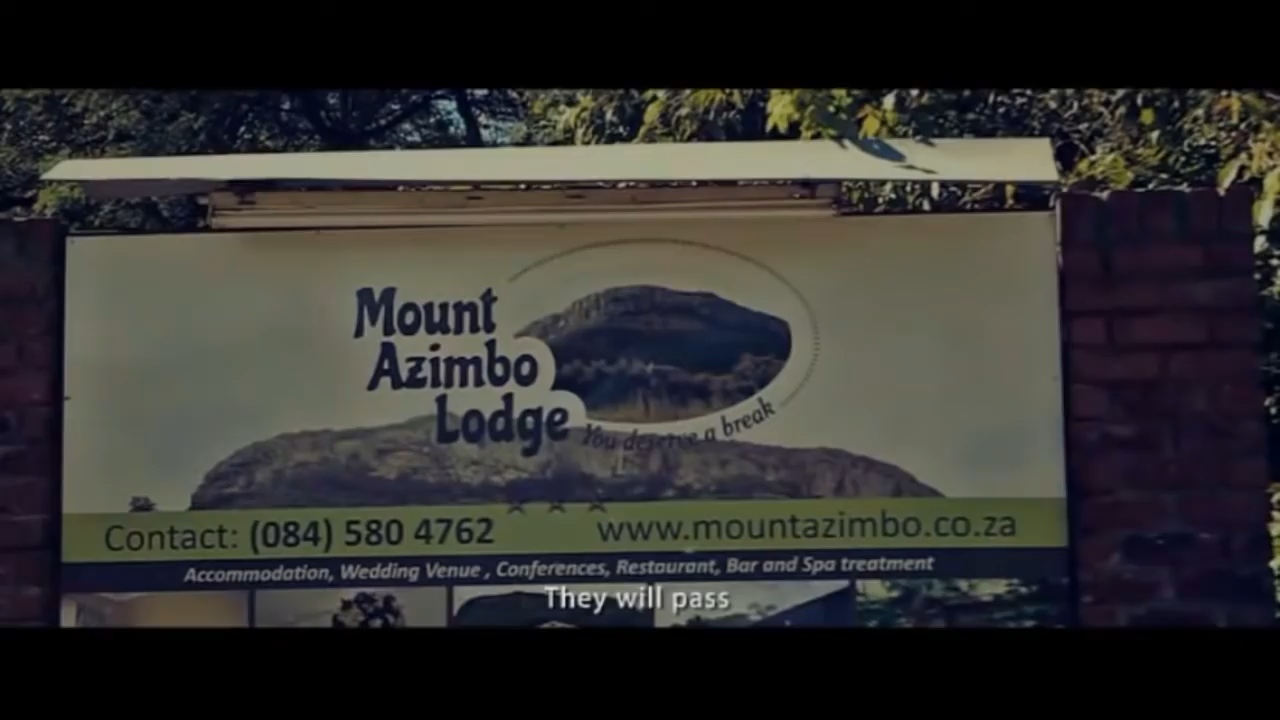 Mount
Azimbo
Lodge
You deserve a break
Contact: (084) 580 4762
www.mountazimbo.co.za
Accommodation, Wedding Venue , Conferences, Restaurant, Bar and Spa treatment
They will pass